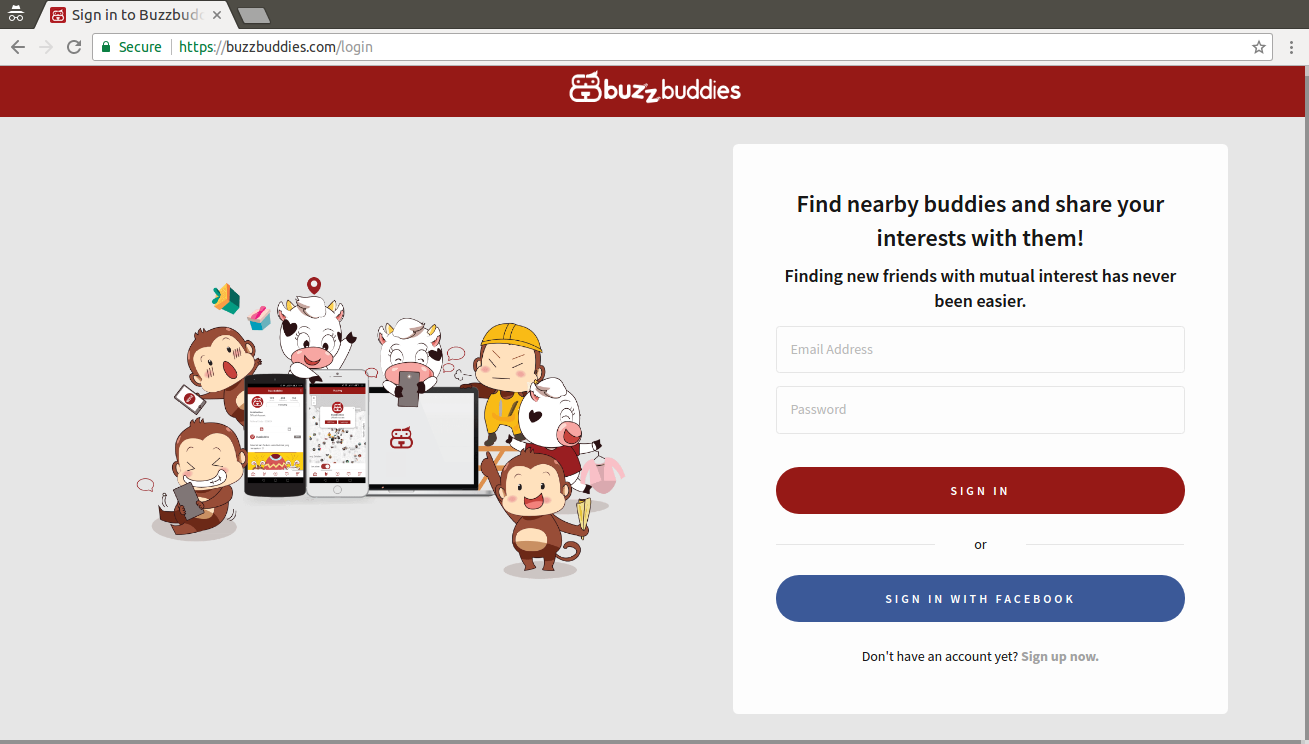 Sign in to Buzzbudd
Secure
https://buzzbuddies.com/login
buzzbuddies
Find nearby buddies and share your
interests with them!
Finding new friends with mutual interest has never
been easier.
Email Address
Password
SIGN IN
or
SIGN IN WITH FACEBOOK
Don't have an account yet? Sign up now.